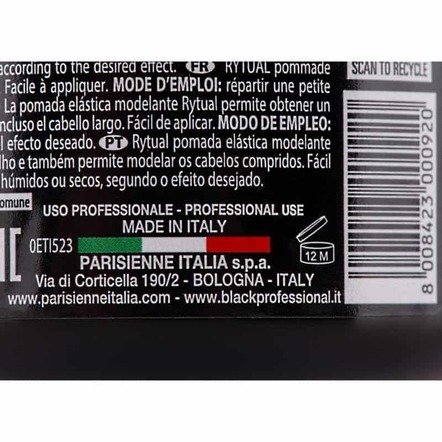 according to the desired effect. FR RYTUAL pommade
Facile à appliquer. MODE D'EMPLOI: répartir une petite
La pomada elástica modelante Rytual permite obtener un
incluso el cabello largo. Fácil de aplicar. MODO DE EMPLEO:
el efecto deseado. PT Rytual pomada elástica modelante
lho e também permite modelar os cabelos compridos. Fácil
húmidos ou secos, segundo o efeito desejado.
SCAN TO RECYCLE
comune
USO PROFESSIONALE - PROFESSIONAL USE
MADE IN ITALY
0ETI523
12 M
PARISIENNE ITALIA s.p.a.
Via di Corticella 190/2 - BOLOGNA - ITALY
www.parisienneitalia.com - www.blackprofessional.it
8008423000920